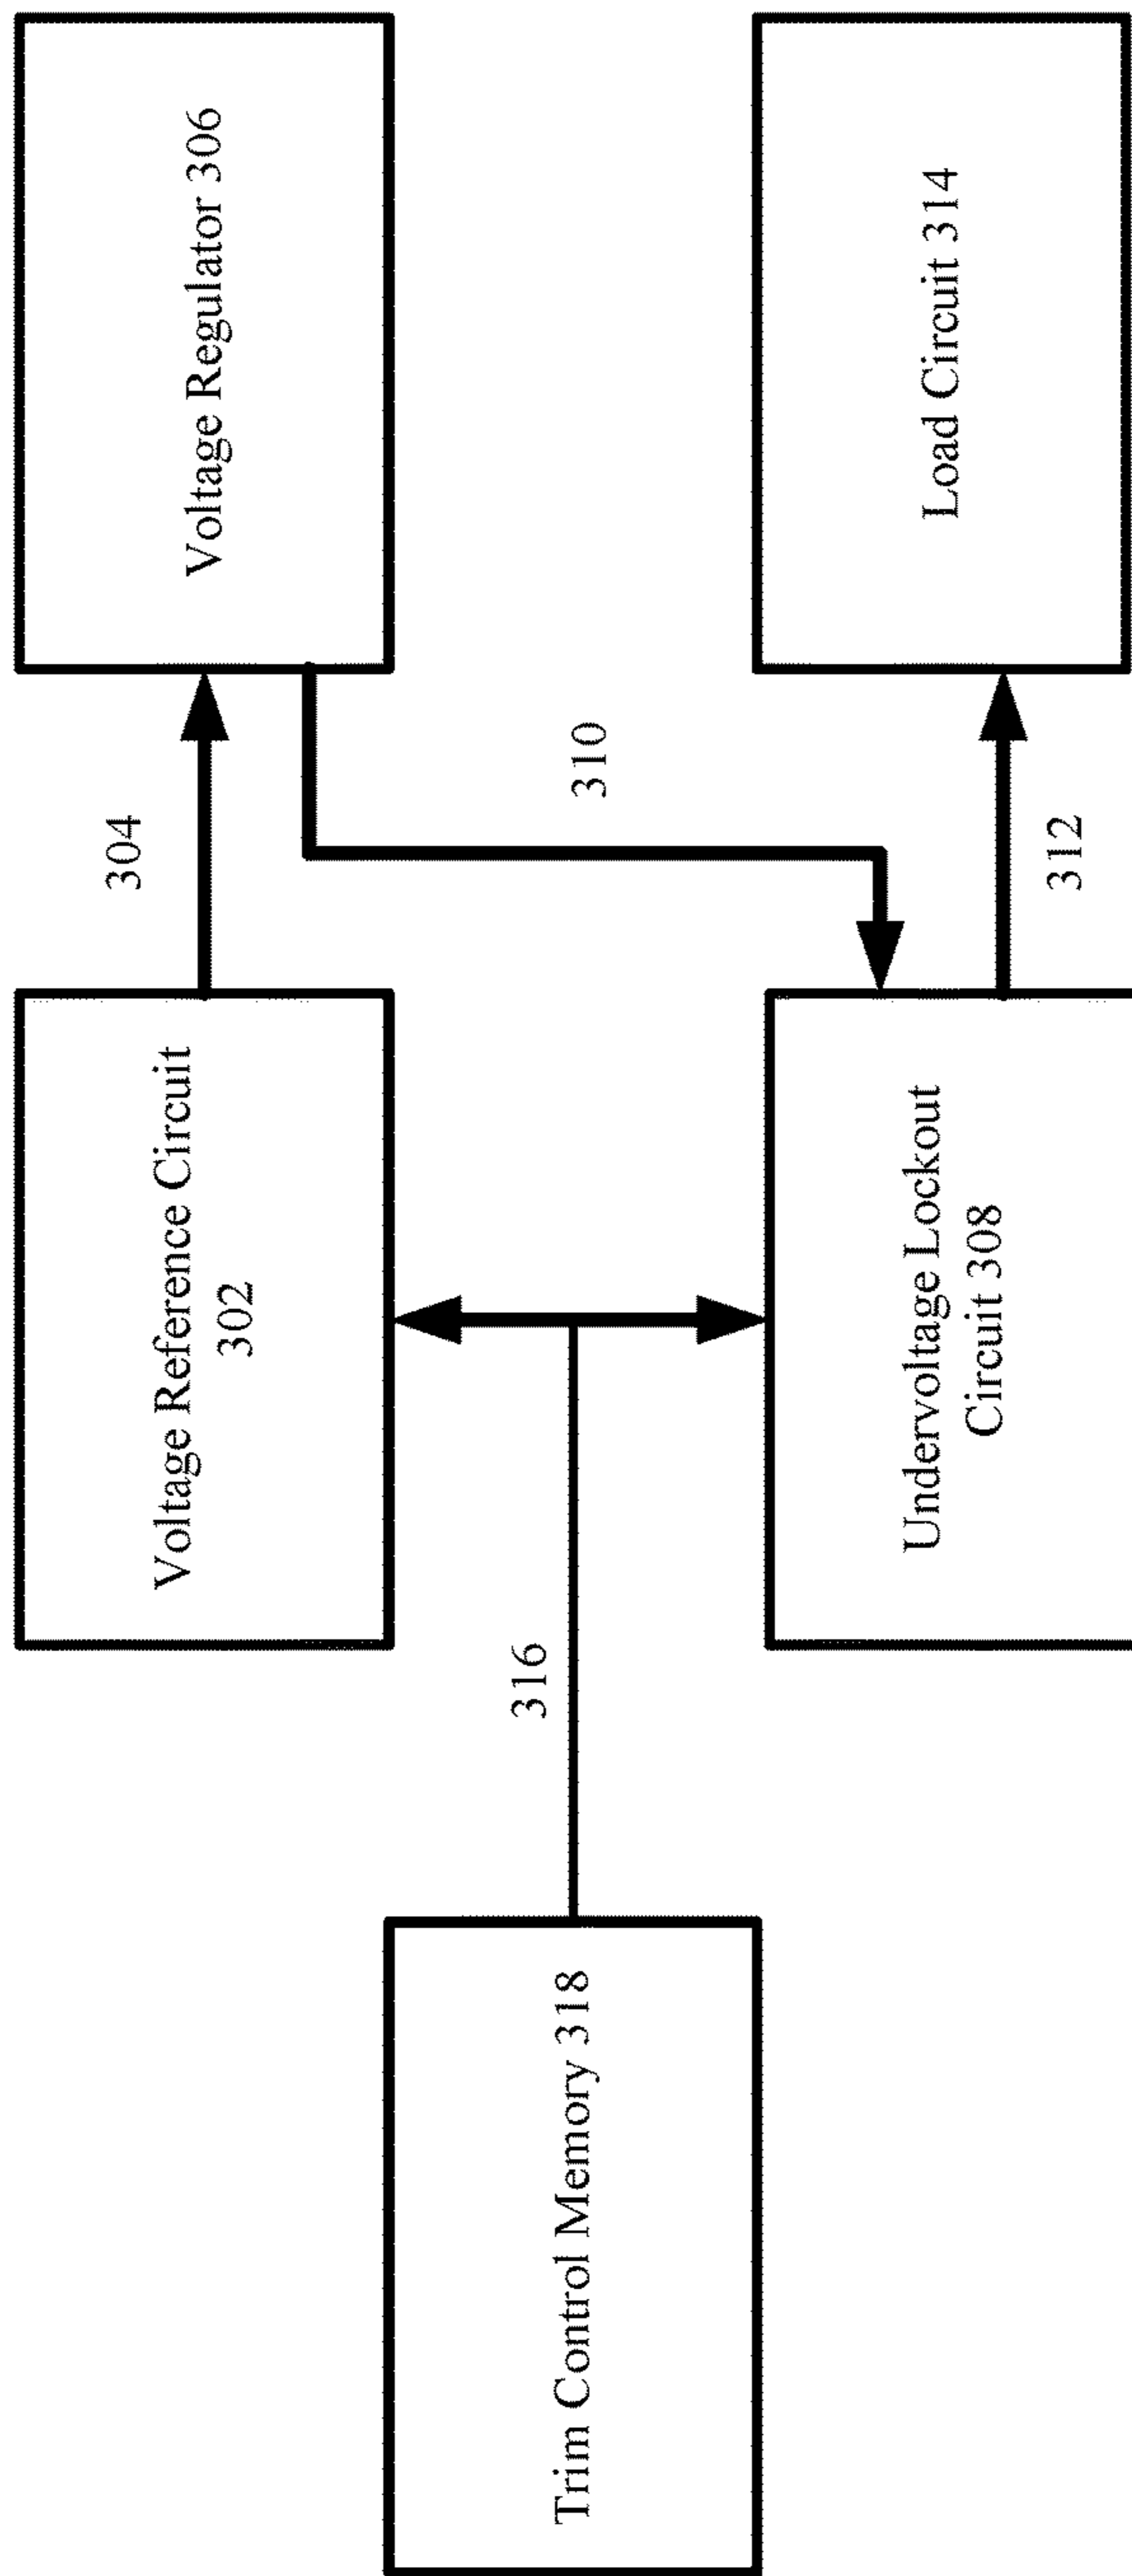 Voltage Reference Circuit
302
304
Voltage Regulator 306
Trim Control Memory 318
316
310
Undervoltage Lockout
Circuit 308
312
Load Circuit 314